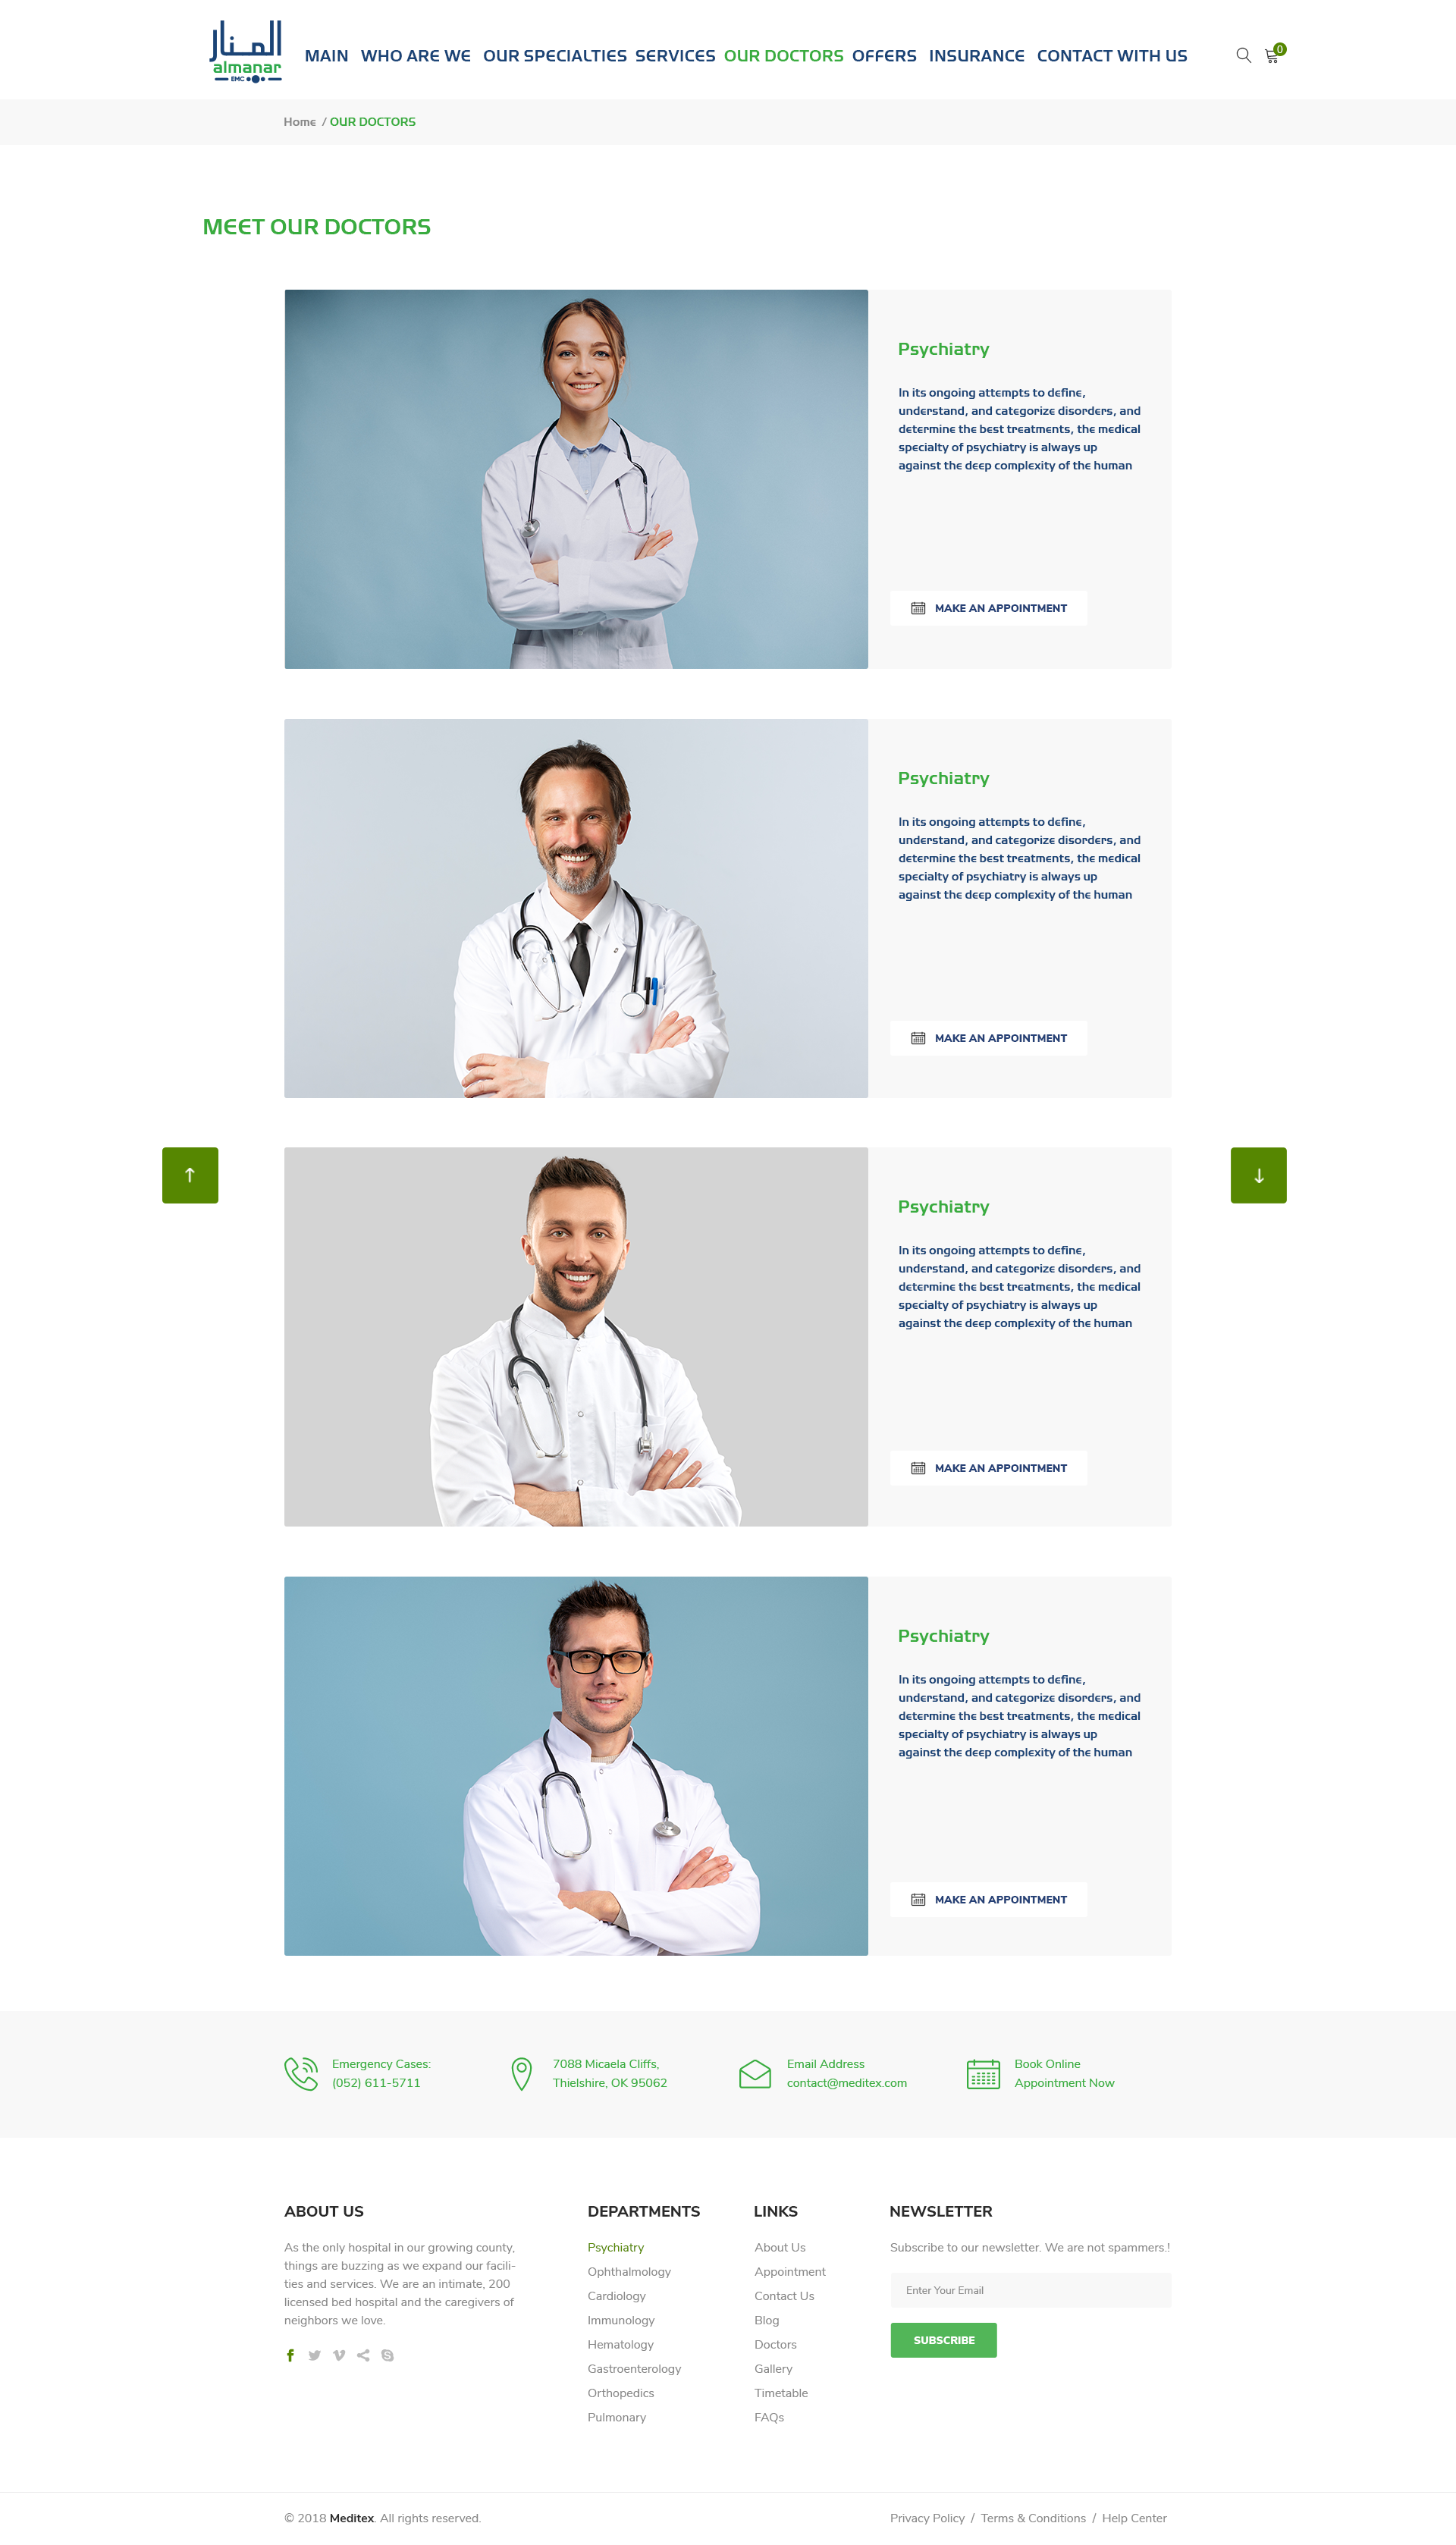 المنار
almanar
EMC
MAIN WHO ARE WE OUR SPECIALTIES SERVICES OUR DOCTORS OFFERS INSURANCE CONTACT WITH US
0
Home / OUR DOCTORS
MEET OUR DOCTORS
Psychiatry
In its ongoing attempts to define,
understand, and categorize disorders, and
determine the best treatments, the medical
specialty of psychiatry is always up
against the deep complexity of the human
MAKE AN APPOINTMENT
Psychiatry
In its ongoing attempts to define,
understand, and categorize disorders, and
determine the best treatments, the medical
specialty of psychiatry is always up
against the deep complexity of the human
MAKE AN APPOINTMENT
Psychiatry
In its ongoing attempts to define,
understand, and categorize disorders, and
determine the best treatments, the medical
specialty of psychiatry is always up
against the deep complexity of the human
MAKE AN APPOINTMENT
Psychiatry
In its ongoing attempts to define,
understand, and categorize disorders, and
determine the best treatments, the medical
specialty of psychiatry is always up
against the deep complexity of the human
MAKE AN APPOINTMENT
Emergency Cases:
(052) 611-5711
7088 Micaela Cliffs,
Thielshire, OK 95062
Email Address
contact@meditex.com
Book Online
Appointment Now
ABOUT US
As the only hospital in our growing county,
things are buzzing as we expand our facili-
ties and services. We are an intimate, 200
licensed bed hospital and the caregivers of
neighbors we love.
DEPARTMENTS
Psychiatry
Ophthalmology
Cardiology
Immunology
Hematology
Gastroenterology
Orthopedics
Pulmonary
LINKS
About Us
Appointment
Contact Us
Blog
Doctors
Gallery
Timetable
FAQs
NEWSLETTER
Subscribe to our newsletter. We are not spammers.!
Enter Your Email
SUBSCRIBE
© 2018 Meditex. All rights reserved.
Privacy Policy / Terms & Conditions / Help Center